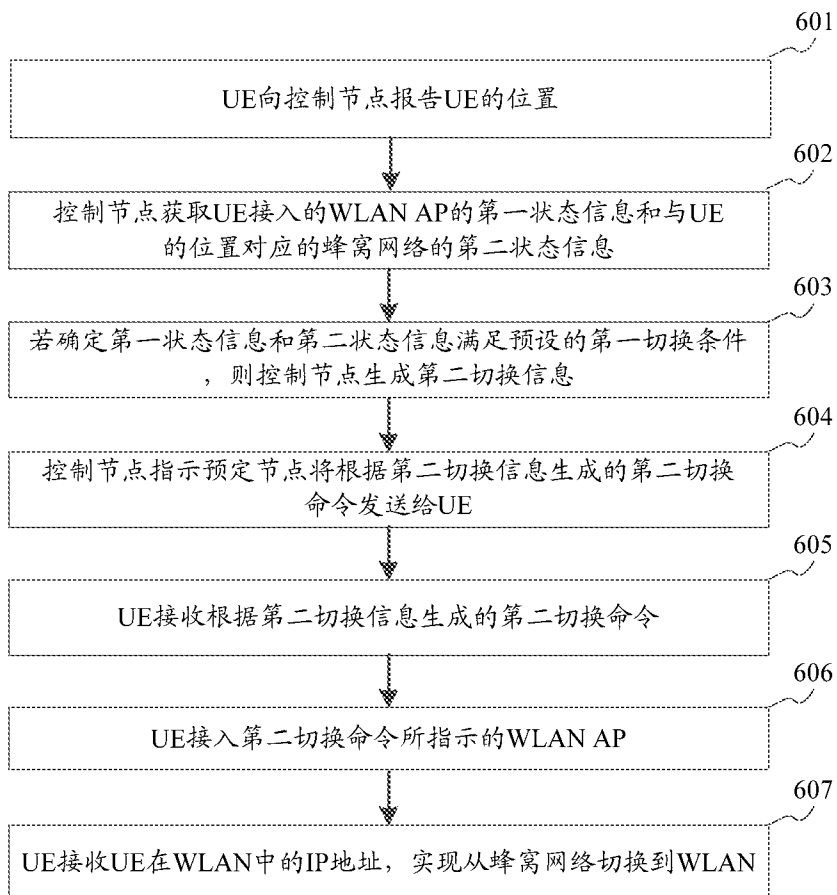 601
UE向控制节点报告UE的位置
602
控制节点获取UE接入的WLAN AP的第一状态信息和与UE
的位置对应的蜂窝网络的第二状态信息
603
若确定第一状态信息和第二状态信息满足预设的第一切换条件
，则控制节点生成第二切换信息
604
控制节点指示预定节点将根据第二切换信息生成的第二切换
命令发送给UE
605
UE接收根据第二切换信息生成的第二切换命令
606
UE接入第二切换命令所指示的WLAN AP
607
UE接收UE在WLAN中的IP地址，实现从蜂窝网络切换到WLAN